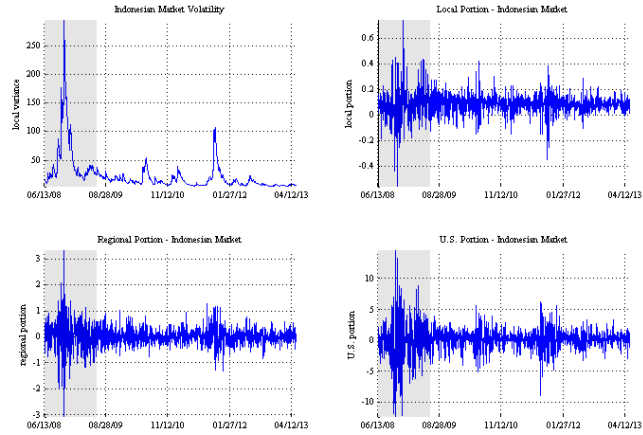 Indonesian Market Volatility
local variance
250
200
150
100
50
06/13/08 08/28/09 11/12/10 01/27/12 04/12/13
Local Portion - Indonesian Market
local portion
0.6
0.4
0.2
0
-0.2
-0.4
06/13/08 08/28/09 11/12/10 01/27/12 04/12/13
Regional Portion - Indonesian Market
regional portion
3
2
1
0
-1
-2
-3
06/13/08 08/28/09 11/12/10 01/27/12 04/12/13
U.S. Portion - Indonesian Market
U.S. portion
10
5
0
-5
-10
06/13/08 08/28/09 11/12/10 01/27/12 04/12/13